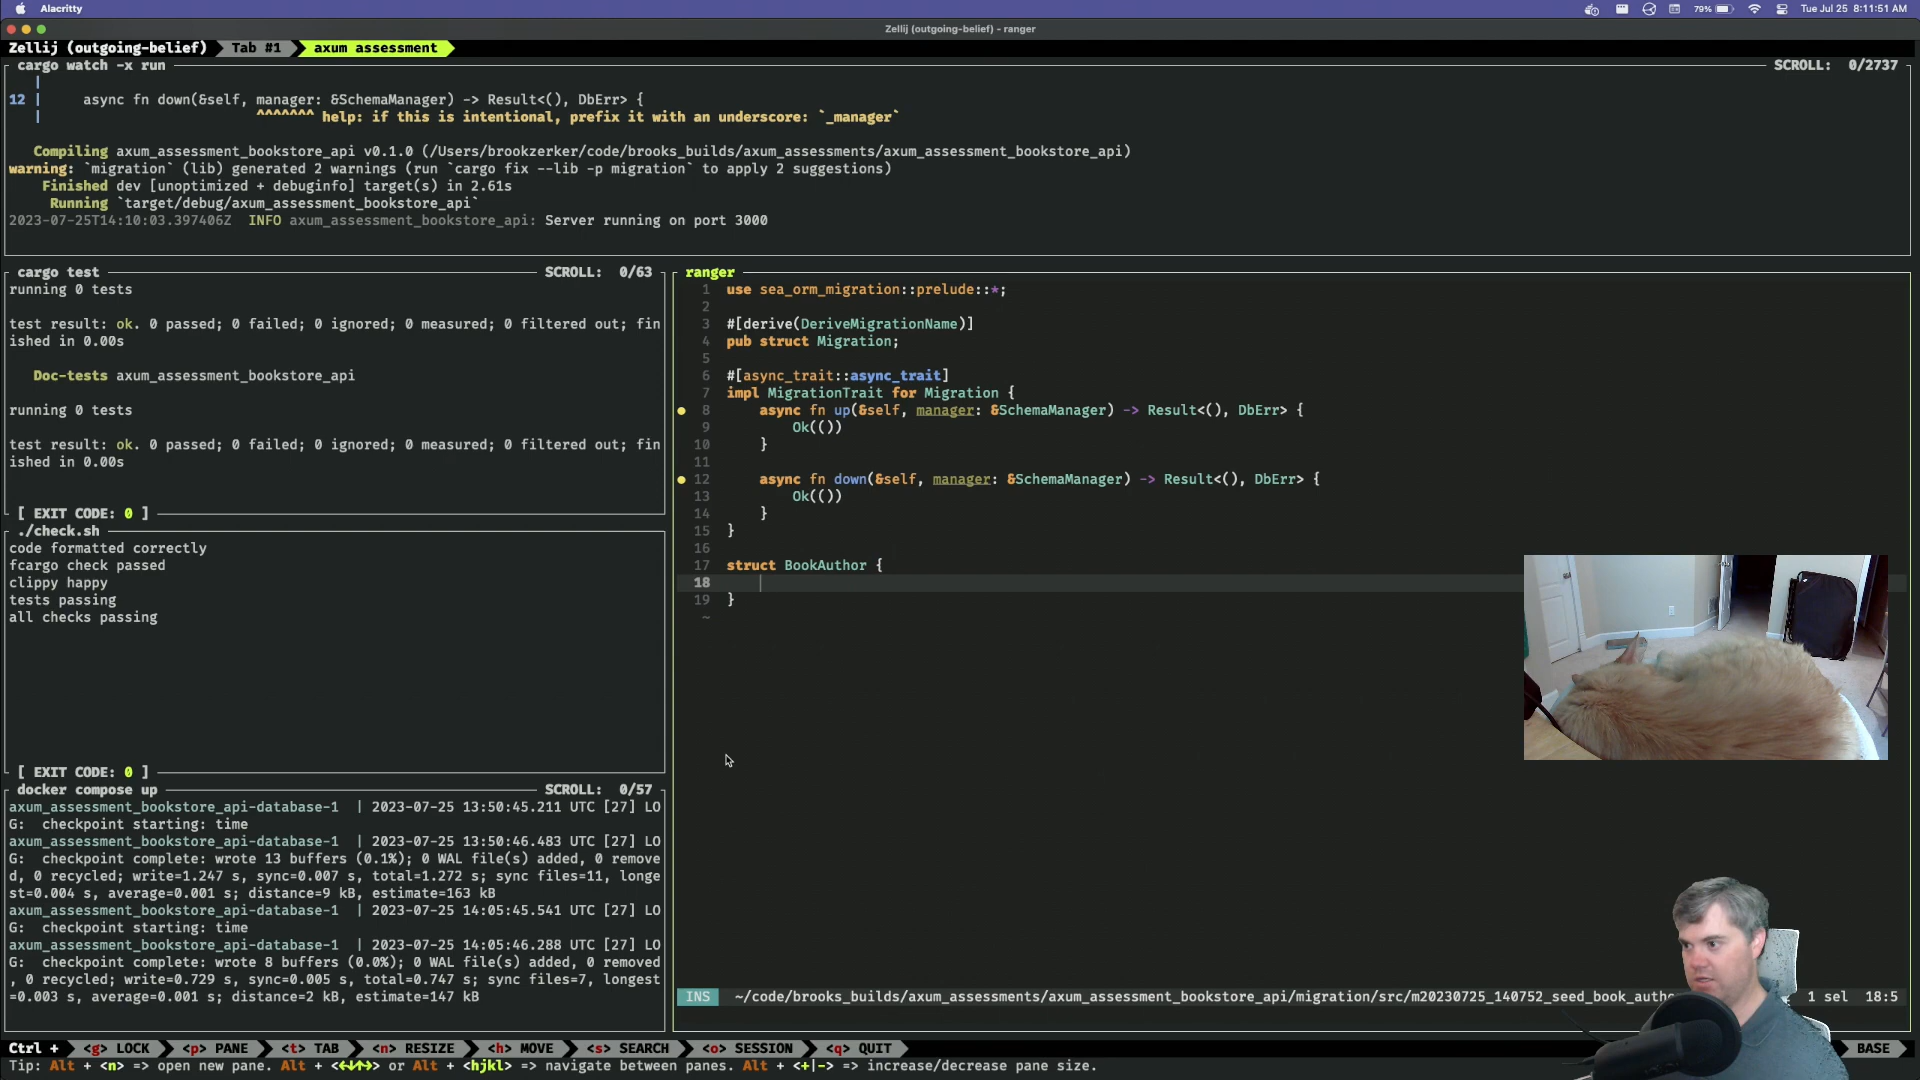 Alacritty
79%
Tue Jul 25 8:11:51 AM
Zellij (outgoing-belief) - ranger
Zellij (outgoing-belief) Tab #1 axum assessment
cargo watch -x run SCROLL: 0/2737
|
12 | async fn down(&self, manager: &SchemaManager) -> Result<(), DbErr> {
| ^^^^^^^ help: if this is intentional, prefix it with an underscore: `_manager`
Compiling axum_assessment_bookstore_api v0.1.0 (/Users/brookzerker/code/brooks_builds/axum_assessments/axum_assessment_bookstore_api)
warning: `migration` (lib) generated 2 warnings (run `cargo fix --lib -p migration` to apply 2 suggestions)
Finished dev [unoptimized + debuginfo] target(s) in 2.61s
Running `target/debug/axum_assessment_bookstore_api`
2023-07-25T14:10:03.397406Z INFO axum_assessment_bookstore_api: Server running on port 3000
cargo test SCROLL: 0/63
running 0 tests
test result: ok. 0 passed; 0 failed; 0 ignored; 0 measured; 0 filtered out; fin
ished in 0.00s
Doc-tests axum_assessment_bookstore_api
running 0 tests
test result: ok. 0 passed; 0 failed; 0 ignored; 0 measured; 0 filtered out; fin
ished in 0.00s
[ EXIT CODE: 0 ]
./check.sh
code formatted correctly
fcargo check passed
clippy happy
tests passing
all checks passing
[ EXIT CODE: 0 ]
docker compose up SCROLL: 0/57
axum_assessment_bookstore_api-database-1 | 2023-07-25 13:50:45.211 UTC [27] LO
G: checkpoint starting: time
axum_assessment_bookstore_api-database-1 | 2023-07-25 13:50:46.483 UTC [27] LO
G: checkpoint complete: wrote 13 buffers (0.1%); 0 WAL file(s) added, 0 remove
d, 0 recycled; write=1.247 s, sync=0.007 s, total=1.272 s; sync files=11, longe
st=0.004 s, average=0.001 s; distance=9 kB, estimate=163 kB
axum_assessment_bookstore_api-database-1 | 2023-07-25 14:05:45.541 UTC [27] LO
G: checkpoint starting: time
axum_assessment_bookstore_api-database-1 | 2023-07-25 14:05:46.288 UTC [27] LO
G: checkpoint complete: wrote 8 buffers (0.0%); 0 WAL file(s) added, 0 removed
, 0 recycled; write=0.729 s, sync=0.005 s, total=0.747 s; sync files=7, longest
=0.003 s, average=0.001 s; distance=2 kB, estimate=147 kB
ranger
1 use sea_orm_migration::prelude::*;
2
3 #[derive(DeriveMigrationName)]
4 pub struct Migration;
5
6 #[async_trait::async_trait]
7 impl MigrationTrait for Migration {
8 async fn up(&self, manager: &SchemaManager) -> Result<(), DbErr> {
9 Ok(())
10 }
11
12 async fn down(&self, manager: &SchemaManager) -> Result<(), DbErr> {
13 Ok(())
14 }
15 }
16
17 struct BookAuthor {
18
19 }
~
INS ~/code/brooks_builds/axum_assessments/axum_assessment_bookstore_api/migration/src/m20230725_140752_seed_book_autho 1 sel 18:5
Ctrl + <g> LOCK <p> PANE <t> TAB <n> RESIZE <h> MOVE <s> SEARCH <o> SESSION <q> QUIT BASE
Tip: Alt + <n> => open new pane. Alt + <←↓↑→> or Alt + <hjkl> => navigate between panes. Alt + <+|-> => increase/decrease pane size.